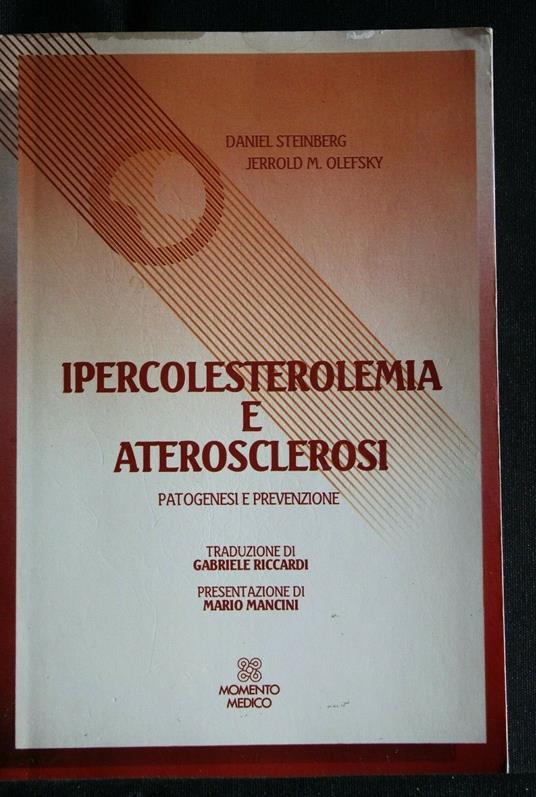 DANIEL STEINBERG
JERROLD M. OLEFSKY
IPERCOLESTEROLEMIA
E
ATEROSCLEROSI
PATOGENESI E PREVENZIONE
TRADUZIONE DI
GABRIELE RICCARDI
PRESENTAZIONE DI
MARIO MANCINI
MOMENTO
MEDICO